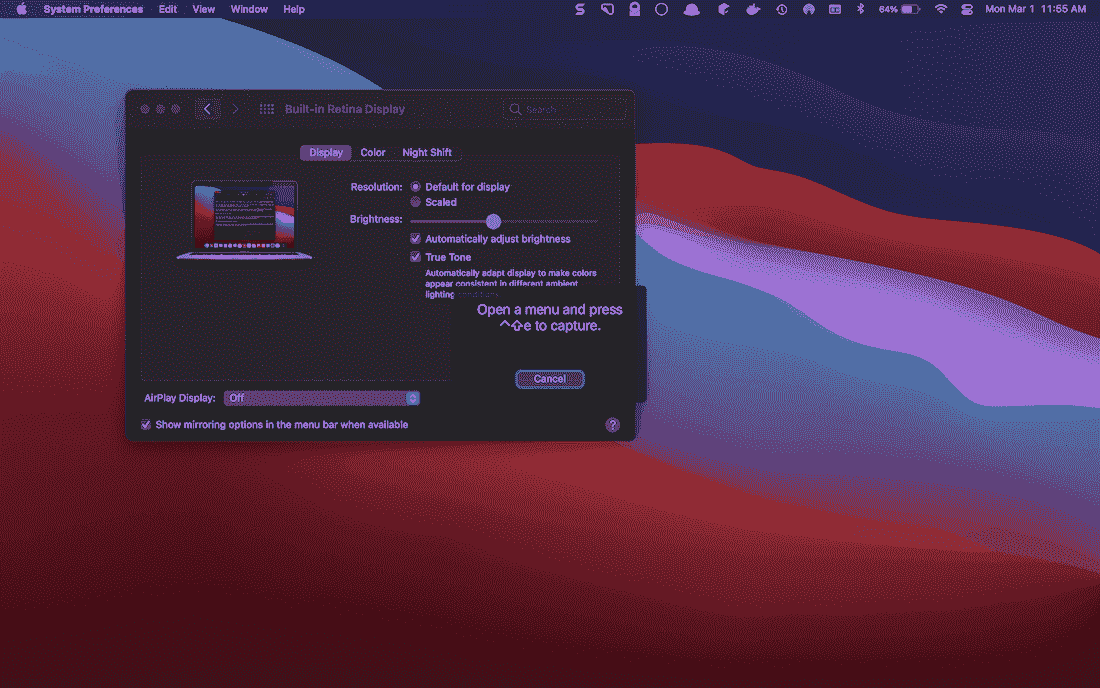 System Preferences Edit View Window Help 64% Mon Mar 1 11:55 AM
Built-in Retina Display Search
Display Color Night Shift
Resolution: Default for display
Scaled
Brightness:
Automatically adjust brightness
True Tone
Automatically adapt display to make colors
appear consistent in different ambient
lighting
Open a menu and press
^⇧e to capture.
Cancel
AirPlay Display: Off
Show mirroring options in the menu bar when available
?